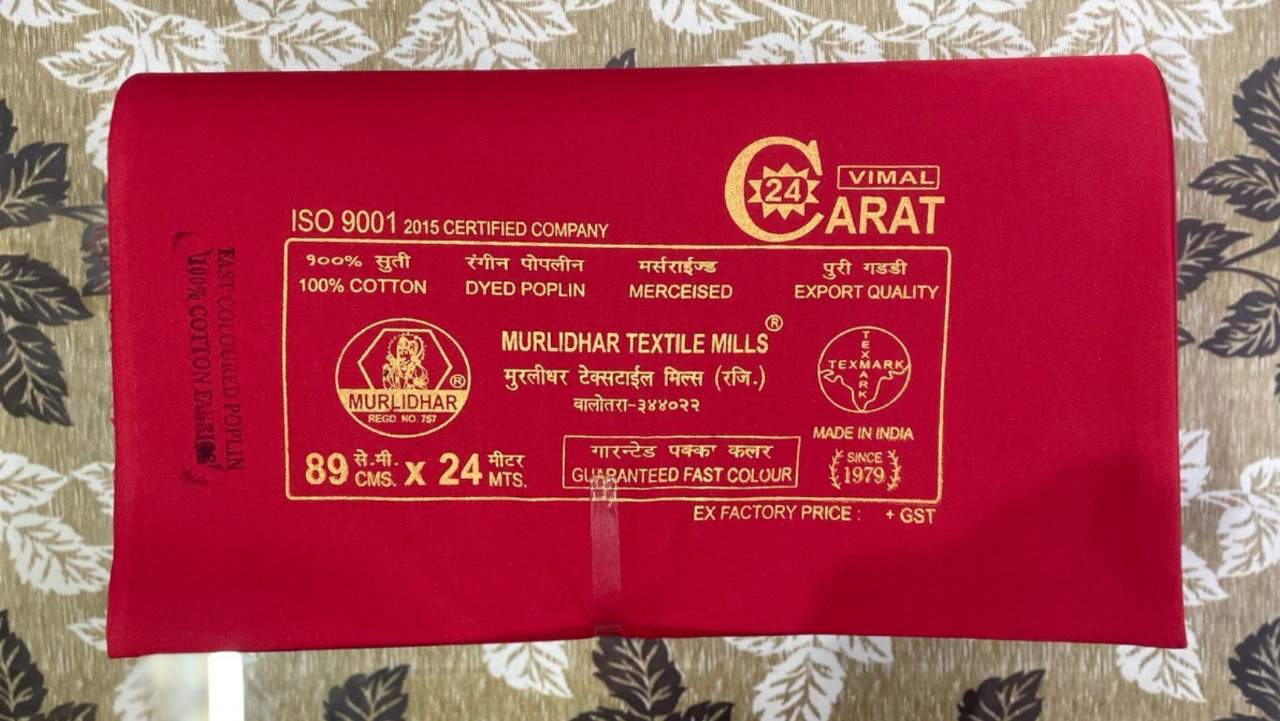 24 CARAT
VIMAL
ISO 9001 2015 CERTIFIED COMPANY
१००% सुती रंगीन पोपलीन मर्सराईज्ड पुरी गडडी
100% COTTON DYED POPLIN MERCEISED EXPORT QUALITY
MURLIDHAR TEXTILE MILLS®
मुरलीधर टेक्सटाईल मिल्स (रजि.)
बालोतरा-३४४०२२
®
MURLIDHAR
REGD. NO. 757
TEXMARK
TEXMARK
MADE IN INDIA
SINCE
1979
89 से.मी. CMS. x 24 मीटर MTS.
गारन्टेड पक्का कलर
GUARANTEED FAST COLOUR
EX FACTORY PRICE : + GST
FAST COLOURED POPLIN
100% COTTON FABRICS